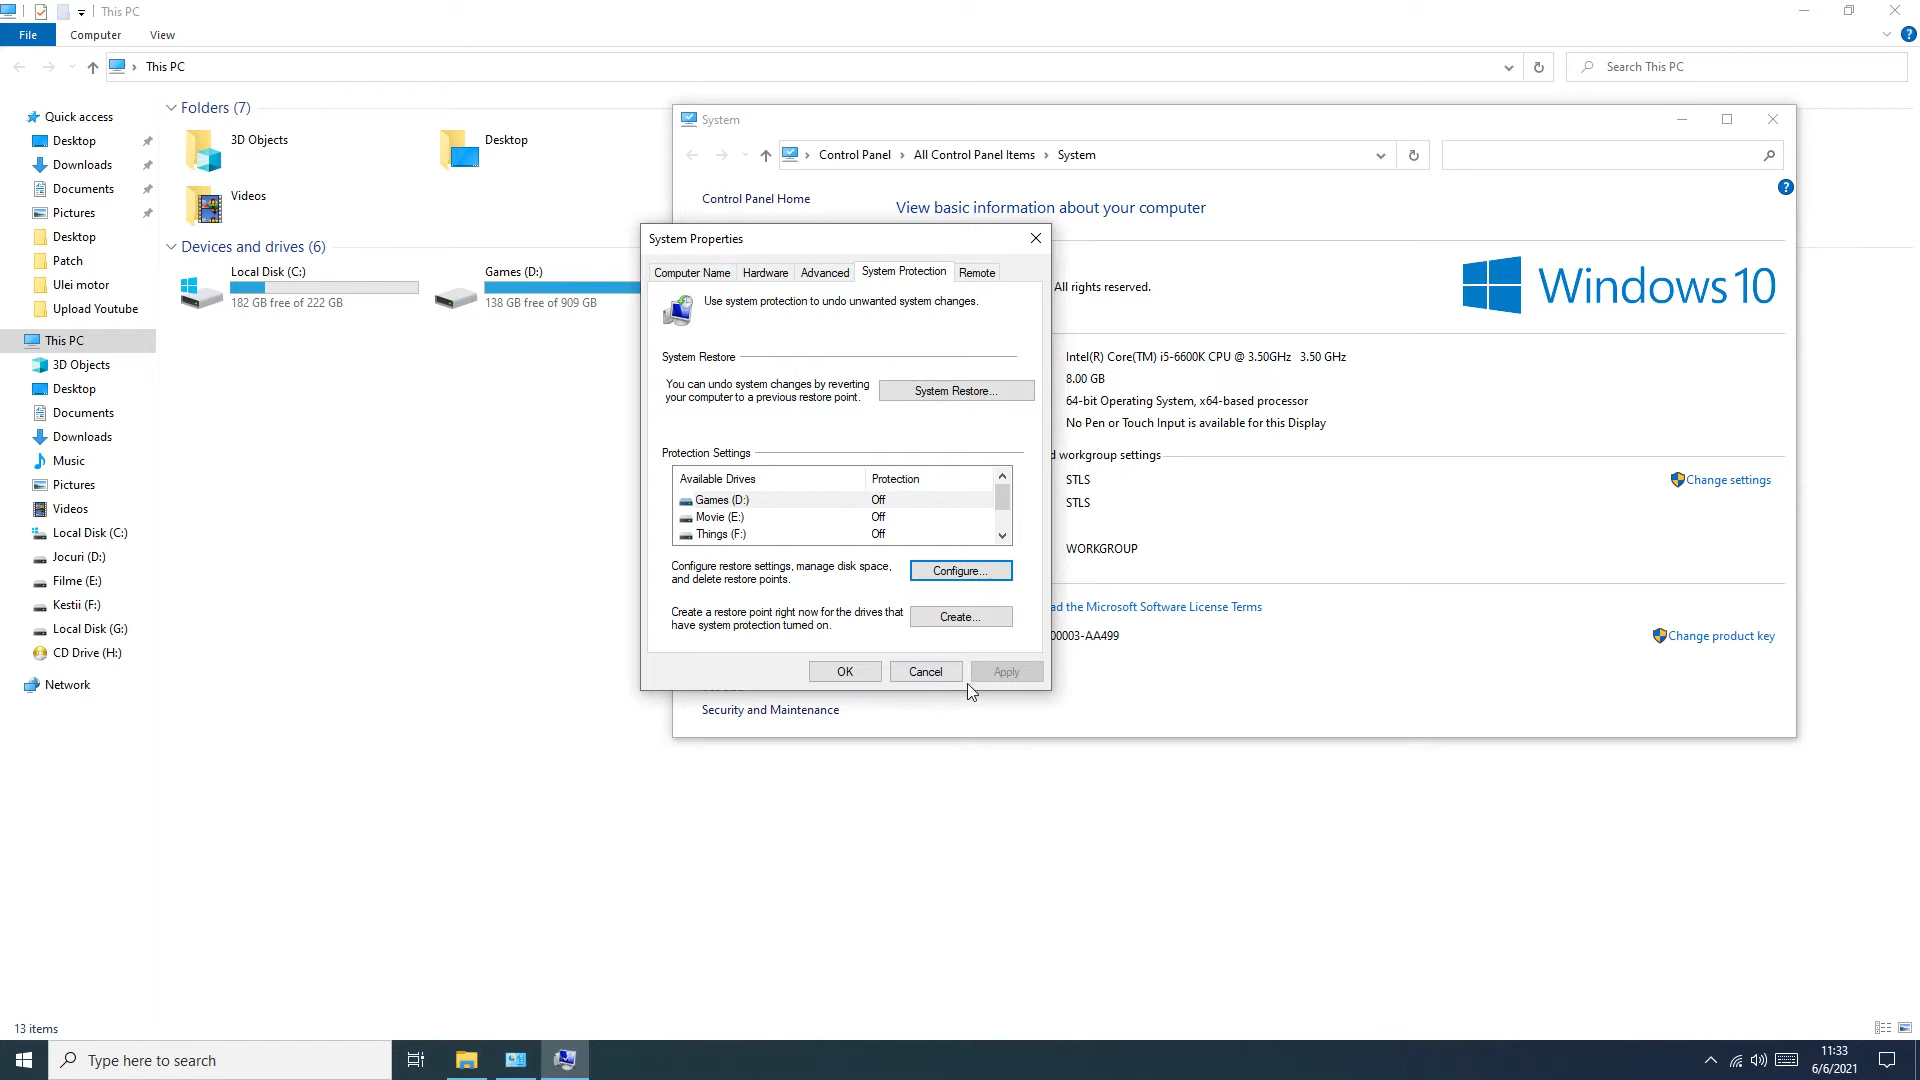 This PC
File
Computer
View
This PC
Search This PC
Quick access
Desktop
Downloads
Documents
Pictures
Desktop
Patch
Ulei motor
Upload Youtube
This PC
3D Objects
Desktop
Documents
Downloads
Music
Pictures
Videos
Local Disk (C:)
Jocuri (D:)
Filme (E:)
Kestii (F:)
Local Disk (G:)
CD Drive (H:)
Network
Folders (7)
3D Objects
Desktop
Videos
Devices and drives (6)
Local Disk (C:)
182 GB free of 222 GB
Games (D:)
138 GB free of 909 GB
System
Control Panel › All Control Panel Items › System
Control Panel Home
View basic information about your computer
All rights reserved.
Windows 10
Intel(R) Core(TM) i5-6600K CPU @ 3.50GHz 3.50 GHz
8.00 GB
64-bit Operating System, x64-based processor
No Pen or Touch Input is available for this Display
workgroup settings
STLS
Change settings
STLS
WORKGROUP
the Microsoft Software License Terms
00003-AA499
Change product key
Security and Maintenance
System Properties
Computer Name
Hardware
Advanced
System Protection
Remote
Use system protection to undo unwanted system changes.
System Restore
You can undo system changes by reverting
your computer to a previous restore point.
System Restore...
Protection Settings
Available Drives Protection
Games (D:) Off
Movie (E:) Off
Things (F:) Off
Configure restore settings, manage disk space,
and delete restore points.
Configure...
Create a restore point right now for the drives that
have system protection turned on.
Create...
OK
Cancel
Apply
13 items
Type here to search
11:33
6/6/2021